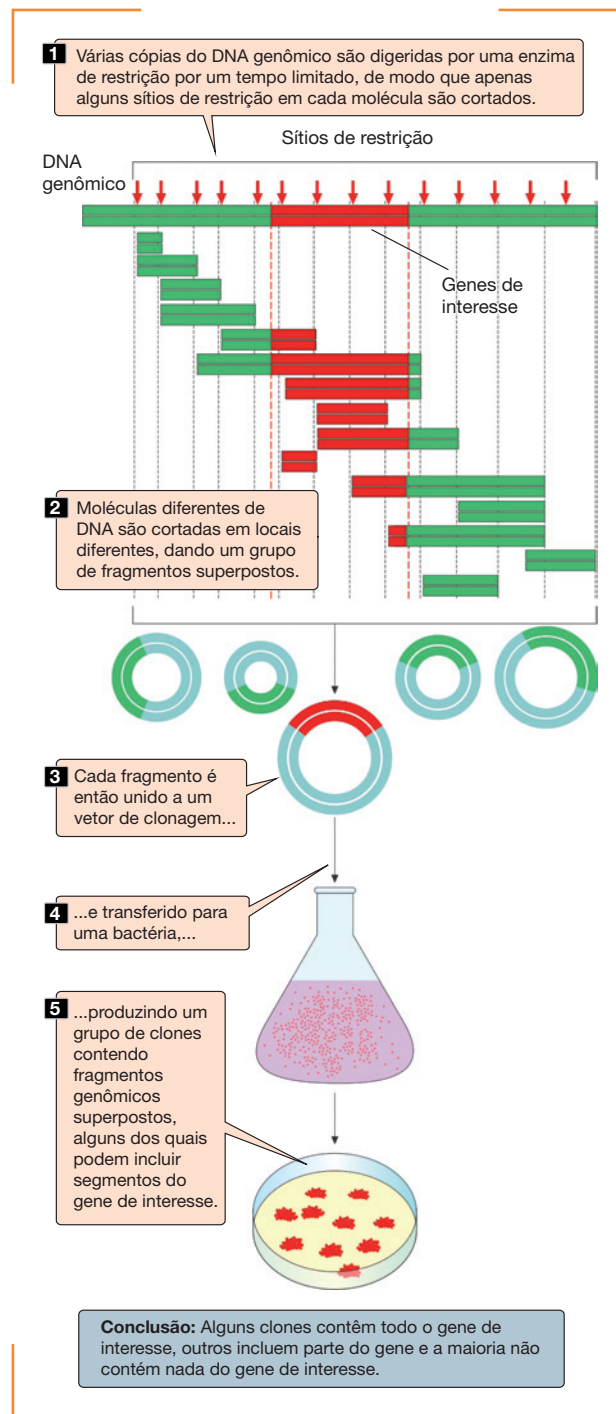 1 Várias cópias do DNA genômico são digeridas por uma enzima
de restrição por um tempo limitado, de modo que apenas
alguns sítios de restrição em cada molécula são cortados.
Sítios de restrição
DNA
genômico
Genes de
interesse
2 Moléculas diferentes de
DNA são cortadas em locais
diferentes, dando um grupo
de fragmentos superpostos.
3 Cada fragmento é
então unido a um
vetor de clonagem...
4 ...e transferido para
uma bactéria,...
5 ...produzindo um
grupo de clones
contendo
fragmentos
genômicos
superpostos,
alguns dos quais
podem incluir
segmentos do
gene de interesse.
Conclusão: Alguns clones contêm todo o gene de
interesse, outros incluem parte do gene e a maioria não
contém nada do gene de interesse.